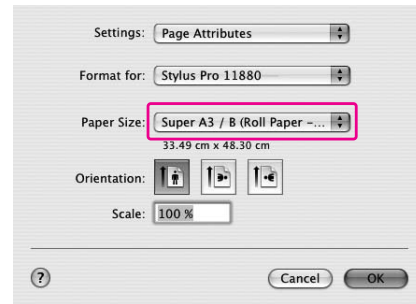 Settings: Page Attributes
Format for: Stylus Pro 11880
Paper Size: Super A3 / B (Roll Paper –...
33.49 cm x 48.30 cm
Orientation:
Scale: 100 %
? Cancel OK